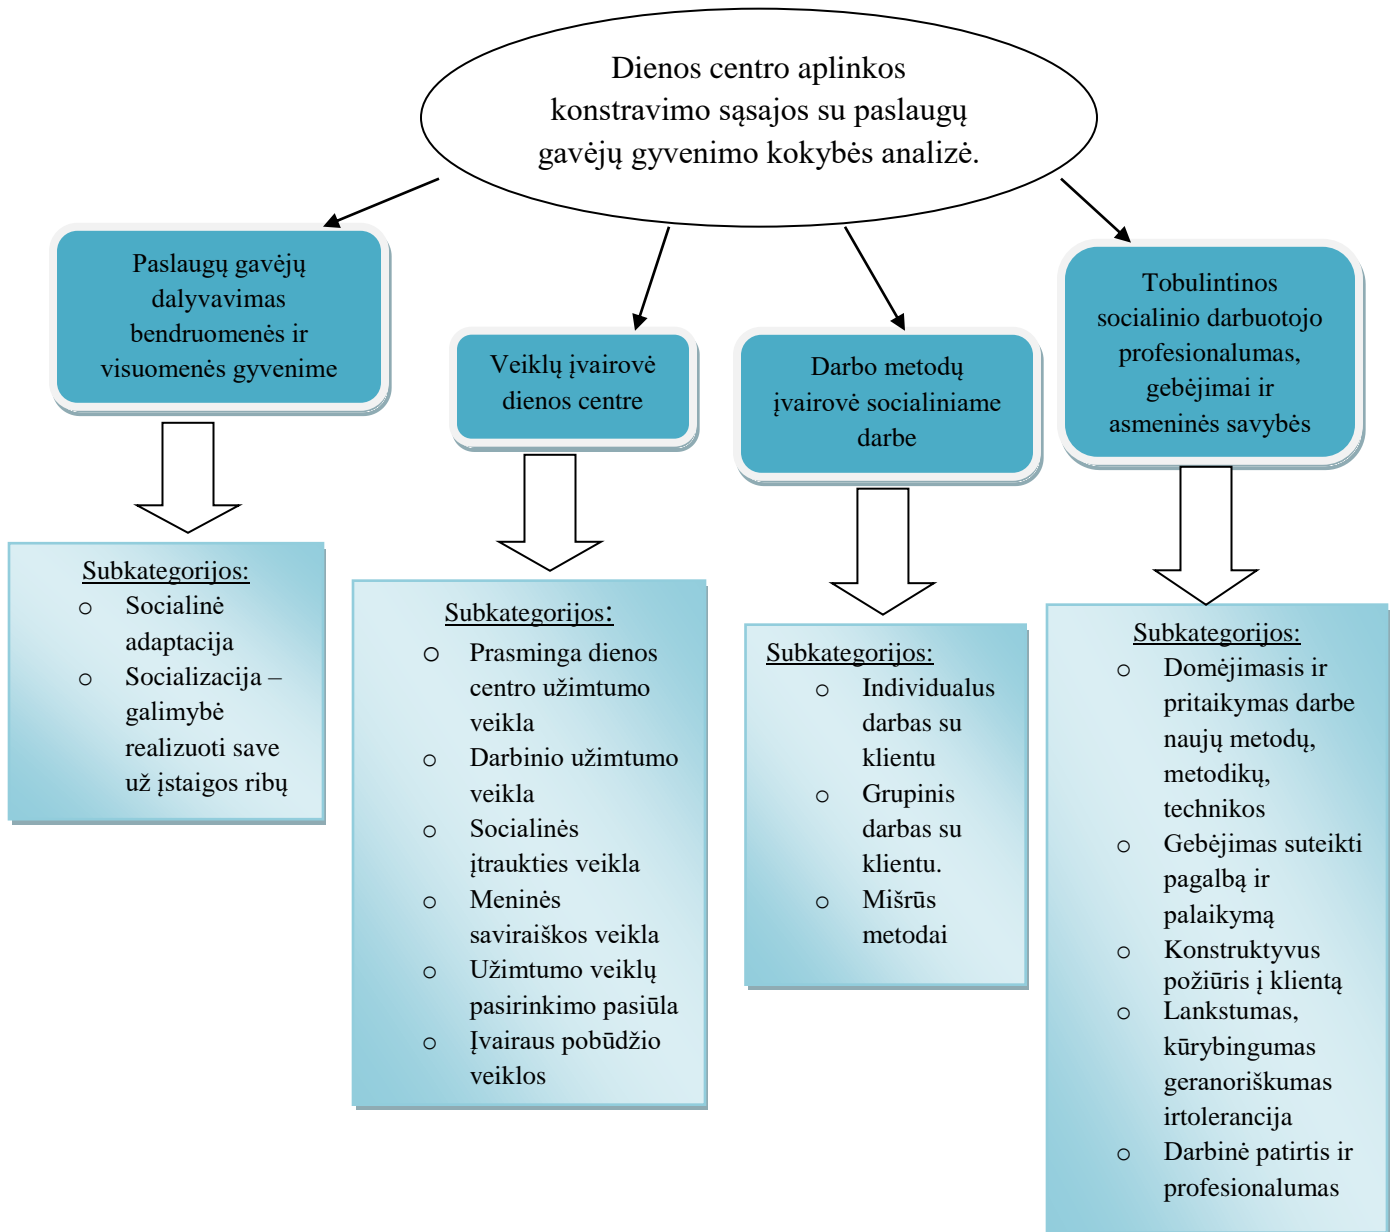 Dienos centro aplinkos
konstravimo sąsajos su paslaugų
gavėjų gyvenimo kokybės analizė.
Paslaugų gavėjų
dalyvavimas
bendruomenės ir
visuomenės gyvenime
Veiklų įvairovė
dienos centre
Darbo metodų
įvairovė socialiniame
darbe
Tobulintinos
socialinio darbuotojo
profesionalumas,
gebėjimai ir
asmeninės savybės
Subkategorijos:
o Socialinė
adaptacija
o Socializacija –
galimybė
realizuoti save
už įstaigos ribų
Subkategorijos:
o Prasminga dienos
centro užimtumo
veikla
o Darbinio užimtumo
veikla
o Socialinės
įtraukties veikla
o Meninės
saviraiškos veikla
o Užimtumo veiklų
pasirinkimo pasiūla
o Įvairaus pobūdžio
veiklos
Subkategorijos:
o Individualus
darbas su
klientu
o Grupinis
darbas su
klientu.
o Mišrūs
metodai
Subkategorijos:
o Domėjimasis ir
pritaikymas darbe
naujų metodų,
metodikų,
technikos
o Gebėjimas suteikti
pagalbą ir
palaikymą
o Konstruktyvus
požiūris į klientą
o Lankstumas,
kūrybingumas
geranoriškumas
irtolerancija
o Darbinė patirtis ir
profesionalumas